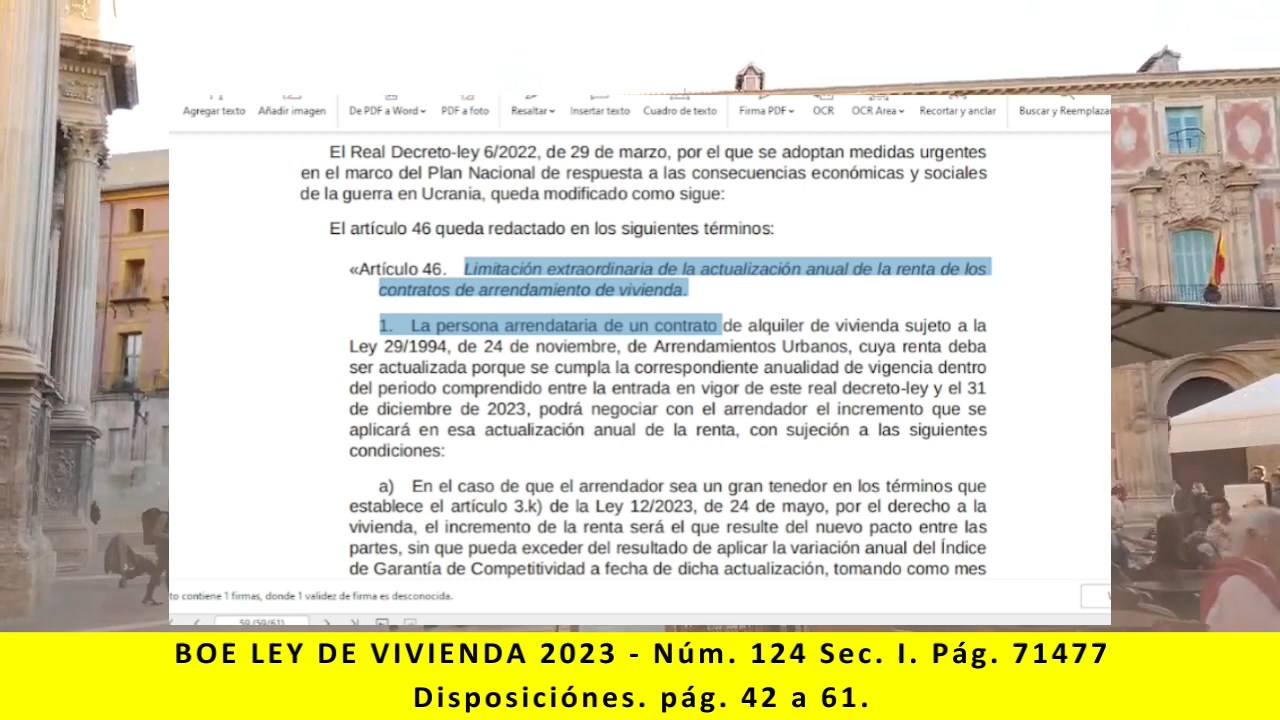 Agregar texto Añadir imagen De PDF a Word PDF a foto Resaltar Insertar texto Cuadro de texto Firma PDF OCR OCR Area Recortar y anclar Buscar y Reemplaza
El Real Decreto-ley 6/2022, de 29 de marzo, por el que se adoptan medidas urgentes
en el marco del Plan Nacional de respuesta a las consecuencias económicas y sociales
de la guerra en Ucrania, queda modificado como sigue:
El artículo 46 queda redactado en los siguientes términos:
«Artículo 46. Limitación extraordinaria de la actualización anual de la renta de los
contratos de arrendamiento de vivienda.
1. La persona arrendataria de un contrato de alquiler de vivienda sujeto a la
Ley 29/1994, de 24 de noviembre, de Arrendamientos Urbanos, cuya renta deba
ser actualizada porque se cumpla la correspondiente anualidad de vigencia dentro
del periodo comprendido entre la entrada en vigor de este real decreto-ley y el 31
de diciembre de 2023, podrá negociar con el arrendador el incremento que se
aplicará en esa actualización anual de la renta, con sujeción a las siguientes
condiciones:
a) En el caso de que el arrendador sea un gran tenedor en los términos que
establece el artículo 3.k) de la Ley 12/2023, de 24 de mayo, por el derecho a la
vivienda, el incremento de la renta será el que resulte del nuevo pacto entre las
partes, sin que pueda exceder del resultado de aplicar la variación anual del Índice
de Garantía de Competitividad a fecha de dicha actualización, tomando como mes
to contiene 1 firmas, donde 1 validez de firma es desconocida.
59 (59/61)
BOE LEY DE VIVIENDA 2023 - Núm. 124 Sec. I. Pág. 71477
Disposiciónes. pág. 42 a 61.